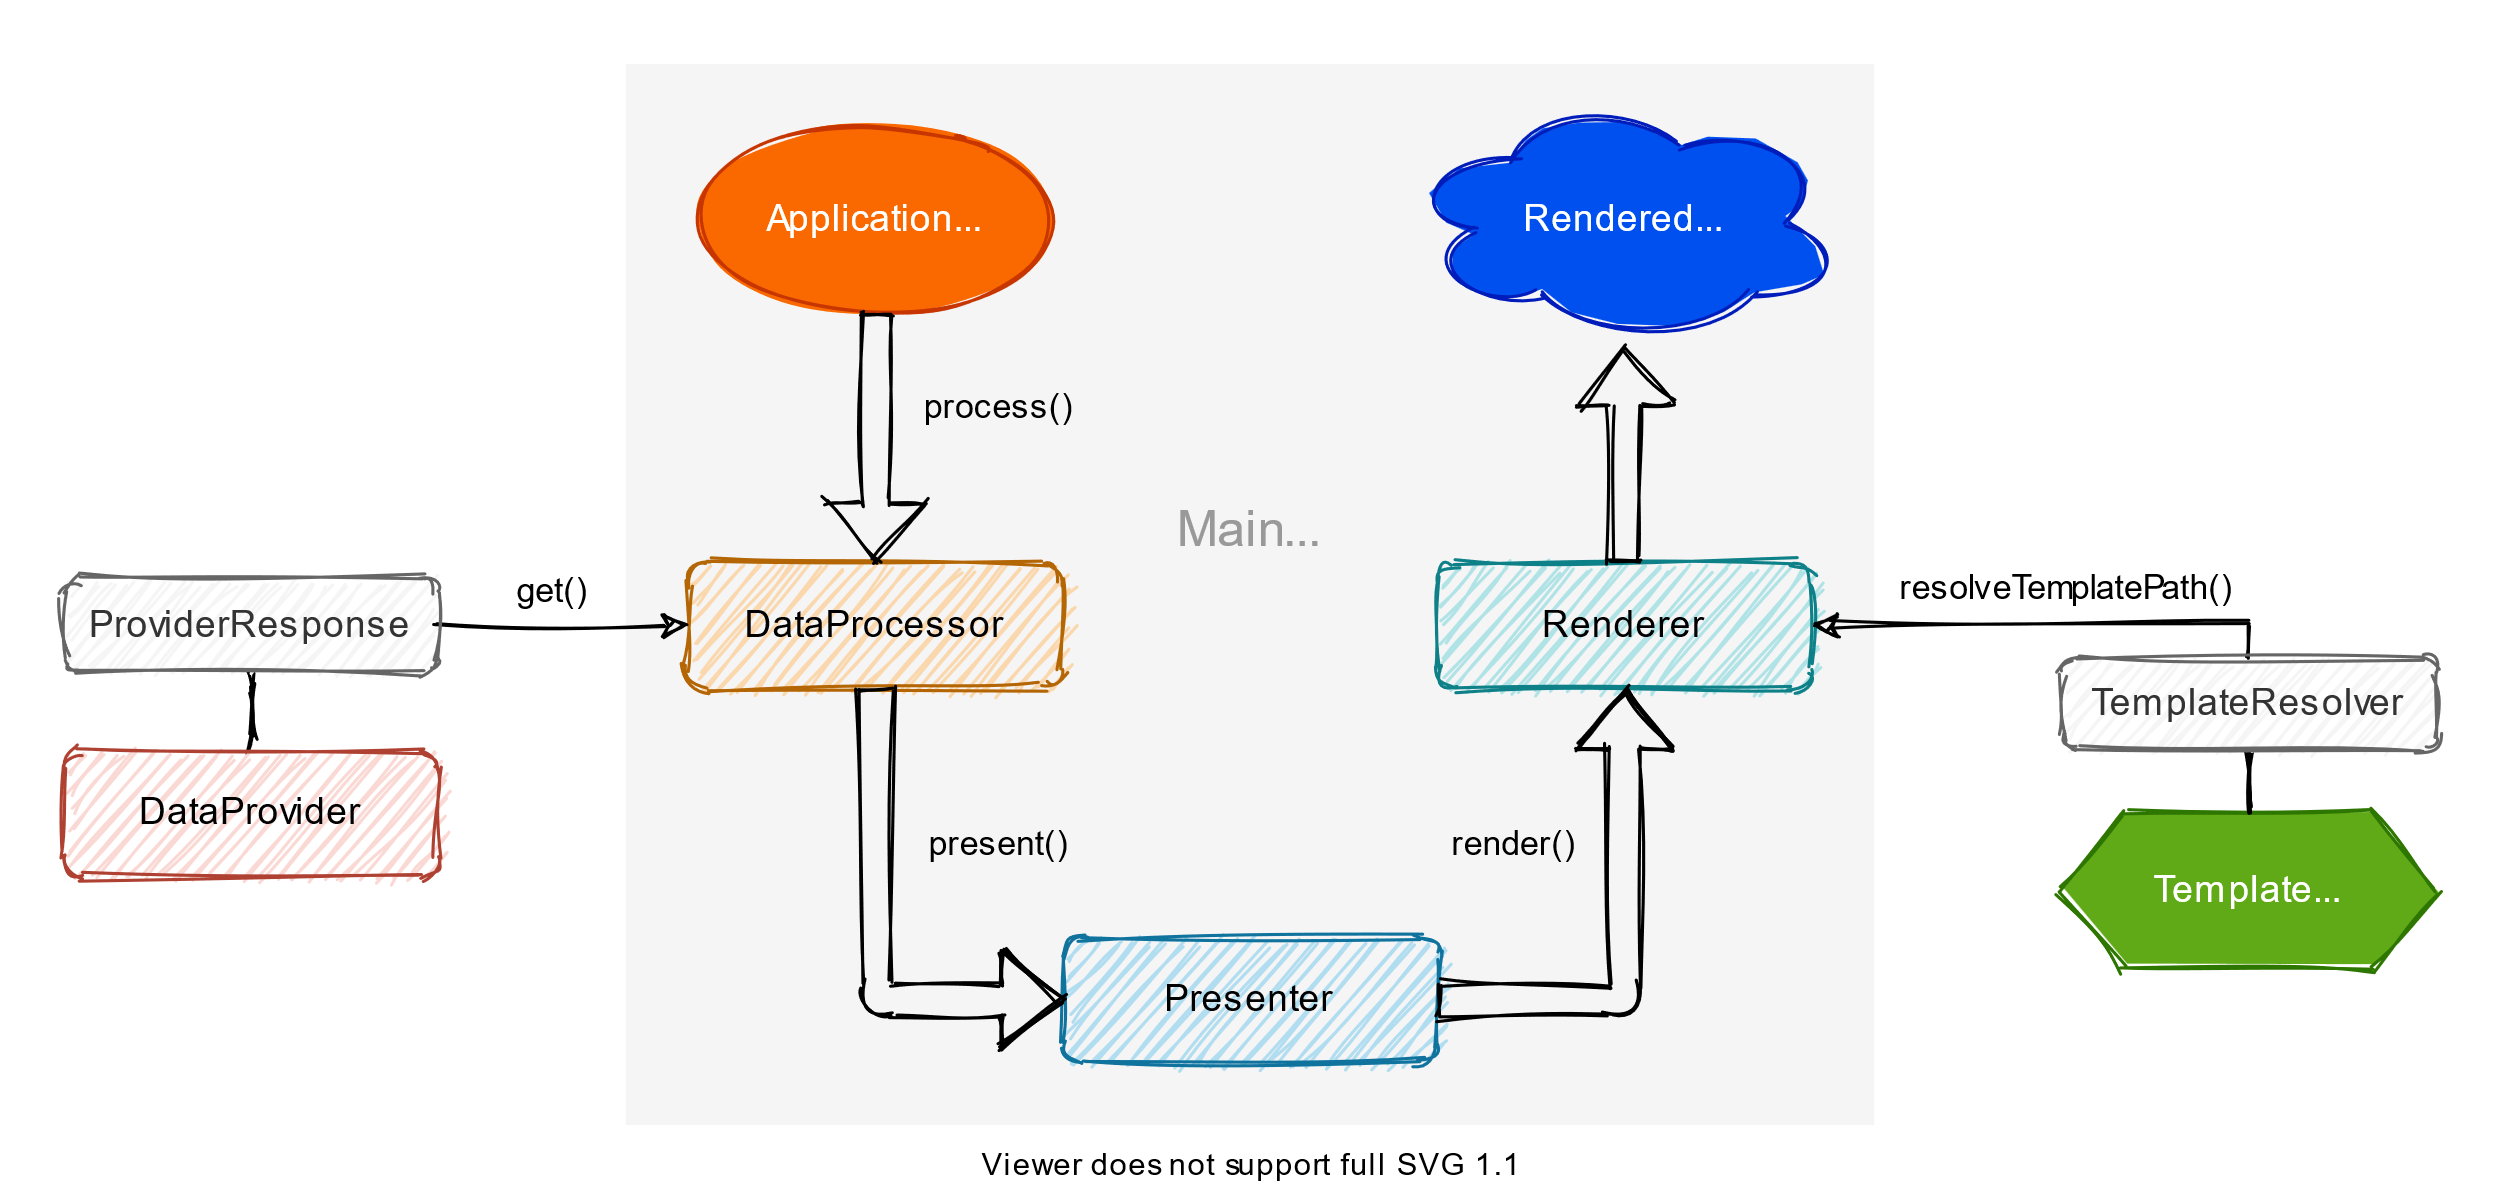 Application...
Rendered...
process()
Main...
get()
resolveTemplatePath()
ProviderResponse
DataProcessor
Renderer
TemplateResolver
DataProvider
present()
render()
Template...
Presenter
Viewer does not support full SVG 1.1